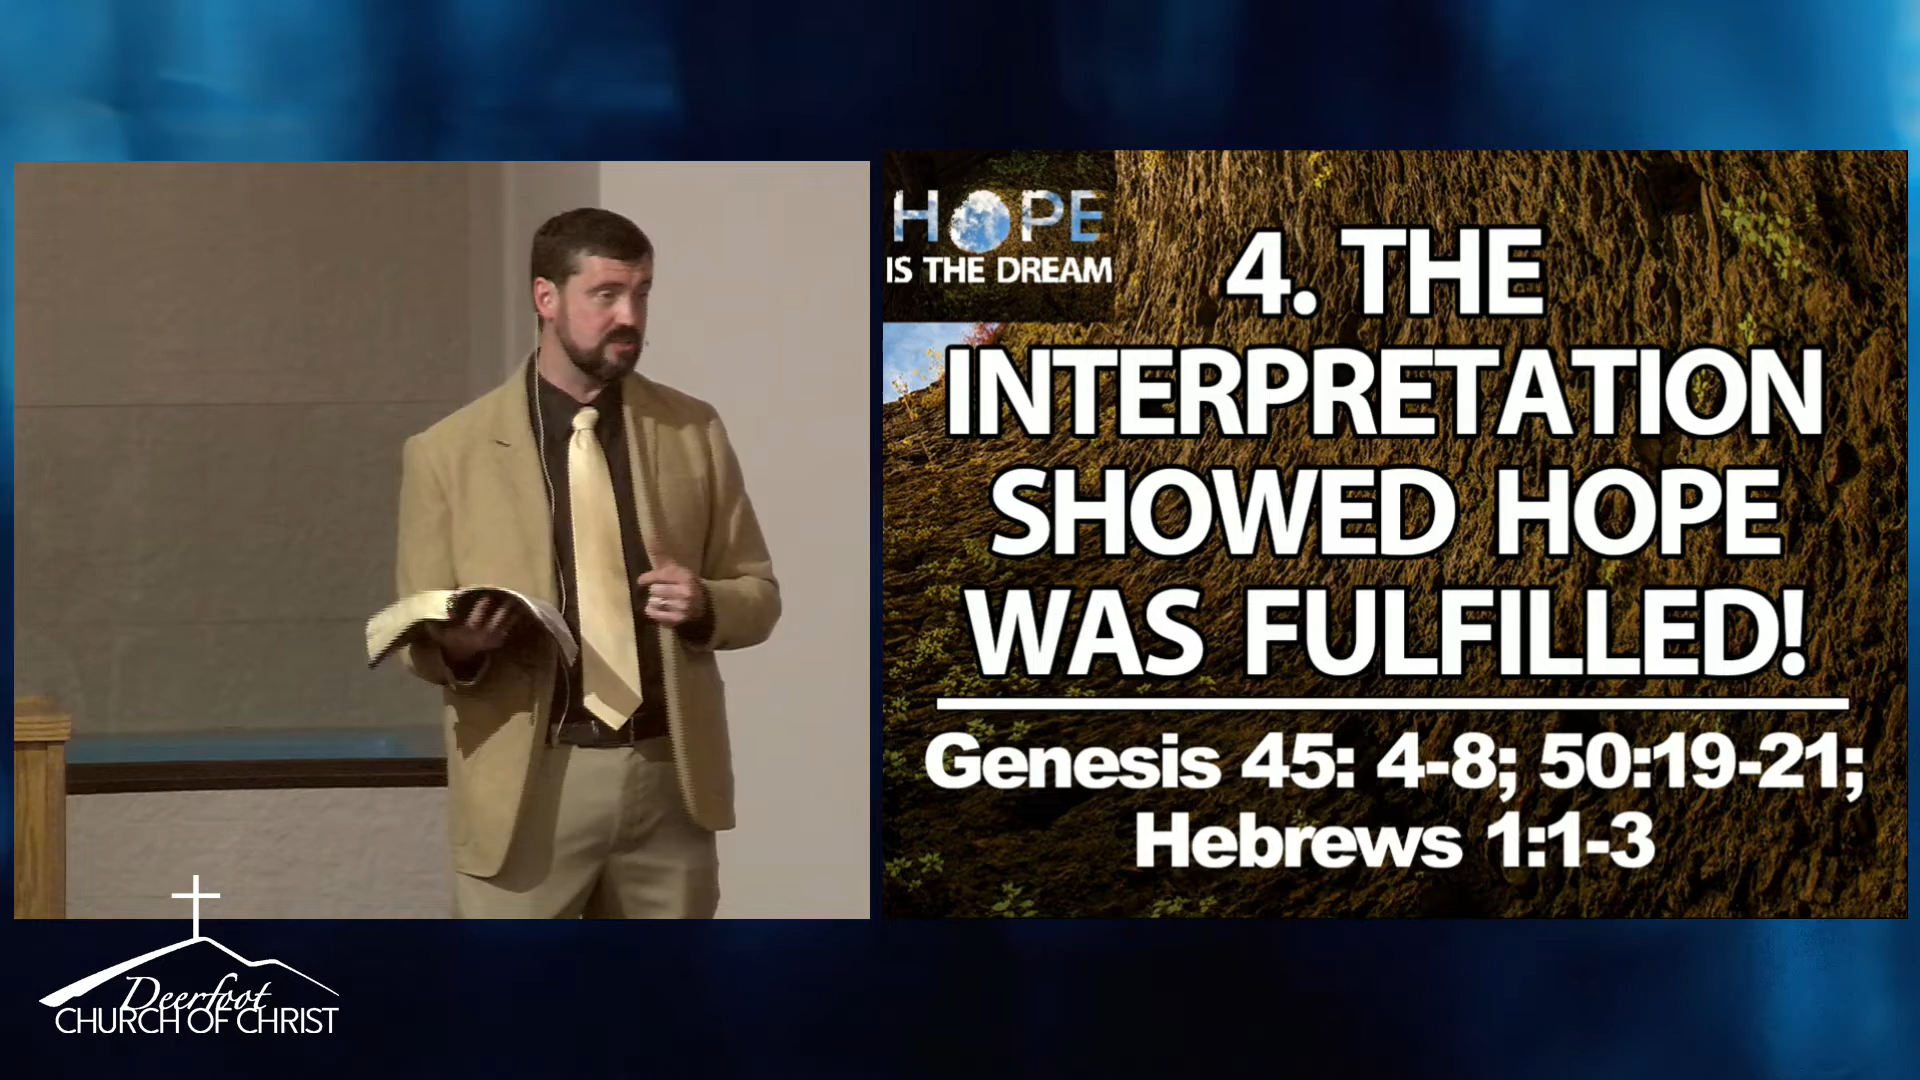 HOPE
IS THE DREAM
4. THE
INTERPRETATION
SHOWED HOPE
WAS FULFILLED!
Genesis 45: 4-8; 50:19-21;
Hebrews 1:1-3
Deerfoot
CHURCH OF CHRIST